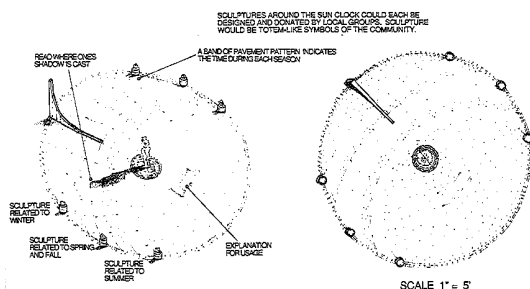 SCULPTURES AROUND THE SUN CLOCK COULD EACH BE
DESIGNED AND DONATED BY LOCAL GROUPS. SCULPTURE
WOULD BE TOTEM-LIKE SYMBOLS OF THE COMMUNITY.
READ WHERE ONES
SHADOW IS CAST
A BAND OF PAVEMENT PATTERN INDICATES
THE TIME DURING EACH SEASON
SCULPTURE
RELATED TO
WINTER
SCULPTURE
RELATED TO SPRING
AND FALL
SCULPTURE
RELATED TO
SUMMER
EXPLANATION
FOR USAGE
SCALE 1" = 5'